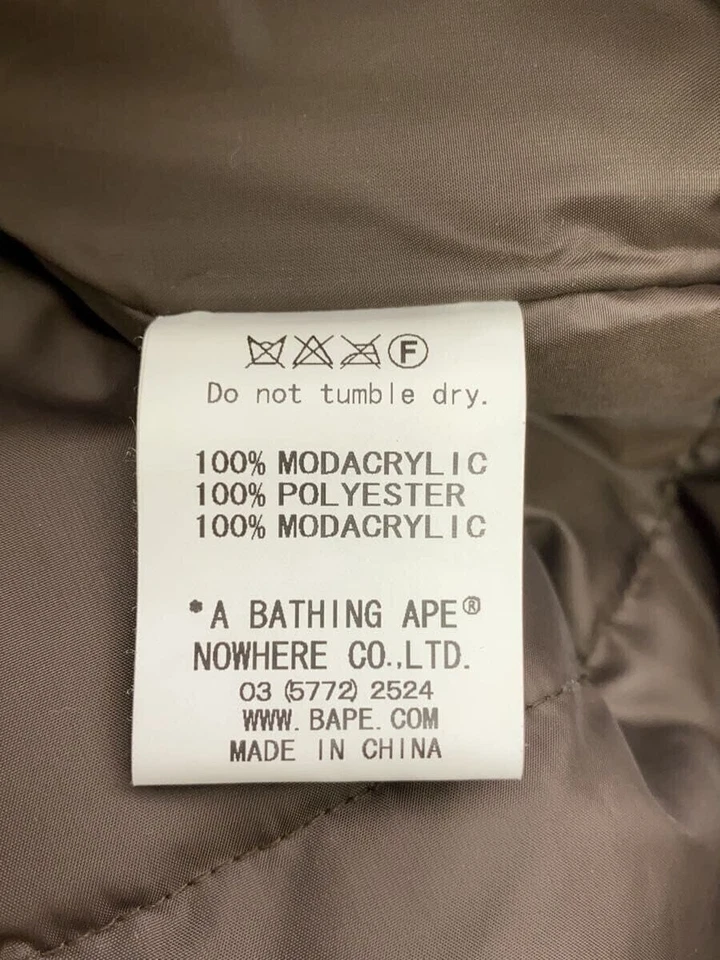 F
Do not tumble dry.
100% MODACRYLIC
100% POLYESTER
100% MODACRYLIC
*A BATHING APE®
NOWHERE CO.,LTD.
03 (5772) 2524
WWW. BAPE. COM
MADE IN CHINA